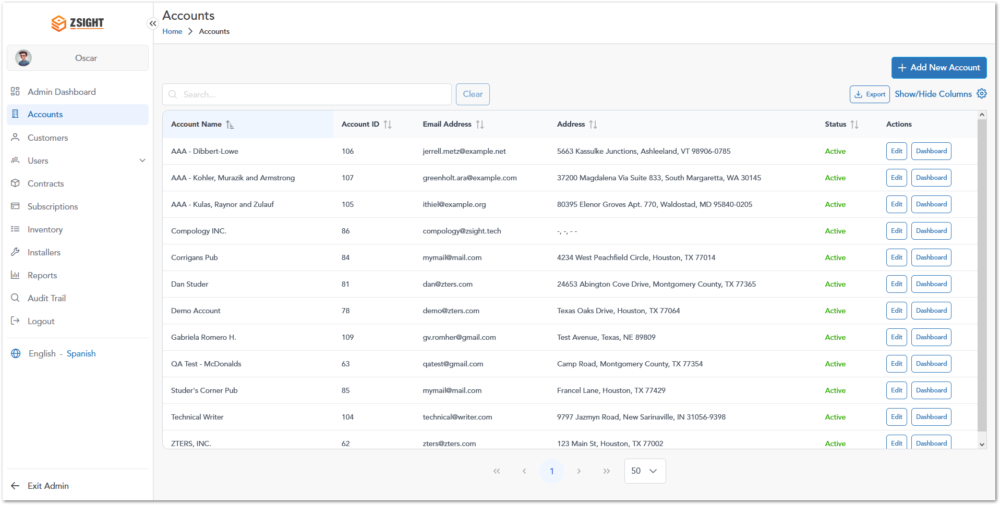 ZSIGHT
Oscar
Admin Dashboard
Accounts
Customers
Users
Contracts
Subscriptions
Inventory
Installers
Reports
Audit Trail
Logout
English - Spanish
Exit Admin
Accounts
Home > Accounts
+ Add New Account
Search... Clear Export Show/Hide Columns
Account Name Account ID Email Address Address Status Actions
AAA - Dibbert-Lowe 106 jerrell.metz@example.net 5663 Kassulke Junctions, Ashleeland, VT 98906-0785 Active Edit Dashboard
AAA - Kohler, Murazik and Armstrong 107 greenholt.ara@example.com 37200 Magdalena Via Suite 833, South Margaretta, WA 30145 Active Edit Dashboard
AAA - Kulas, Raynor and Zulauf 105 ithiel@example.org 80395 Elenor Groves Apt. 770, Waldostad, MD 95840-0205 Active Edit Dashboard
Compology INC. 86 compology@zsight.tech -, -, - - Active Edit Dashboard
Corrigans Pub 84 mymail@mail.com 4234 West Peachfield Circle, Houston, TX 77014 Active Edit Dashboard
Dan Studer 81 dan@zters.com 24653 Abington Cove Drive, Montgomery County, TX 77365 Active Edit Dashboard
Demo Account 78 demo@zters.com Texas Oaks Drive, Houston, TX 77064 Active Edit Dashboard
Gabriela Romero H. 109 gv.romher@gmail.com Test Avenue, Texas, NE 89809 Active Edit Dashboard
QA Test - McDonalds 63 qatest@gmail.com Camp Road, Montgomery County, TX 77354 Active Edit Dashboard
Studer's Corner Pub 85 mymail@mail.com Francel Lane, Houston, TX 77429 Active Edit Dashboard
Technical Writer 104 technical@writer.com 9797 Jazmyn Road, New Sarinaville, IN 31056-9398 Active Edit Dashboard
ZTERS, INC. 62 zters@zters.com 123 Main St, Houston, TX 77002 Active Edit Dashboard
« ‹ 1 › » 50